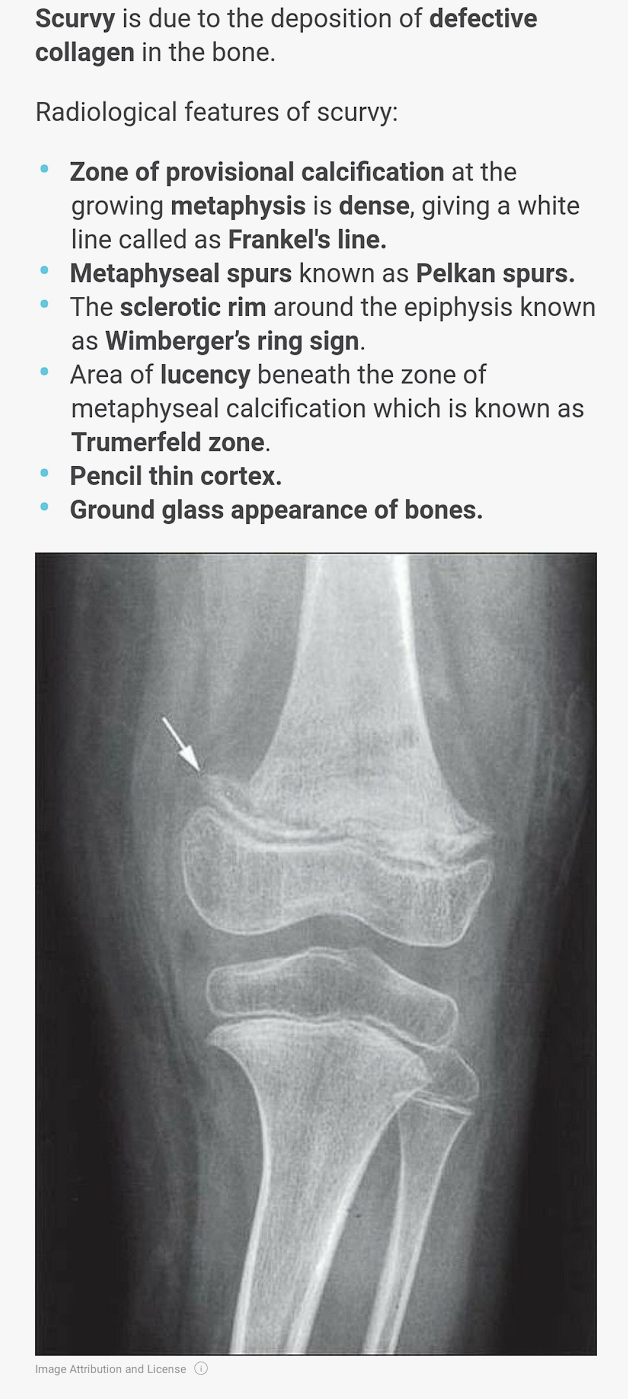 Scurvy is due to the deposition of defective
collagen in the bone.
Radiological features of scurvy:
• Zone of provisional calcification at the
growing metaphysis is dense, giving a white
line called as Frankel's line.
• Metaphyseal spurs known as Pelkan spurs.
• The sclerotic rim around the epiphysis known
as Wimberger’s ring sign.
• Area of lucency beneath the zone of
metaphyseal calcification which is known as
Trumerfeld zone.
• Pencil thin cortex.
• Ground glass appearance of bones.
Image Attribution and License